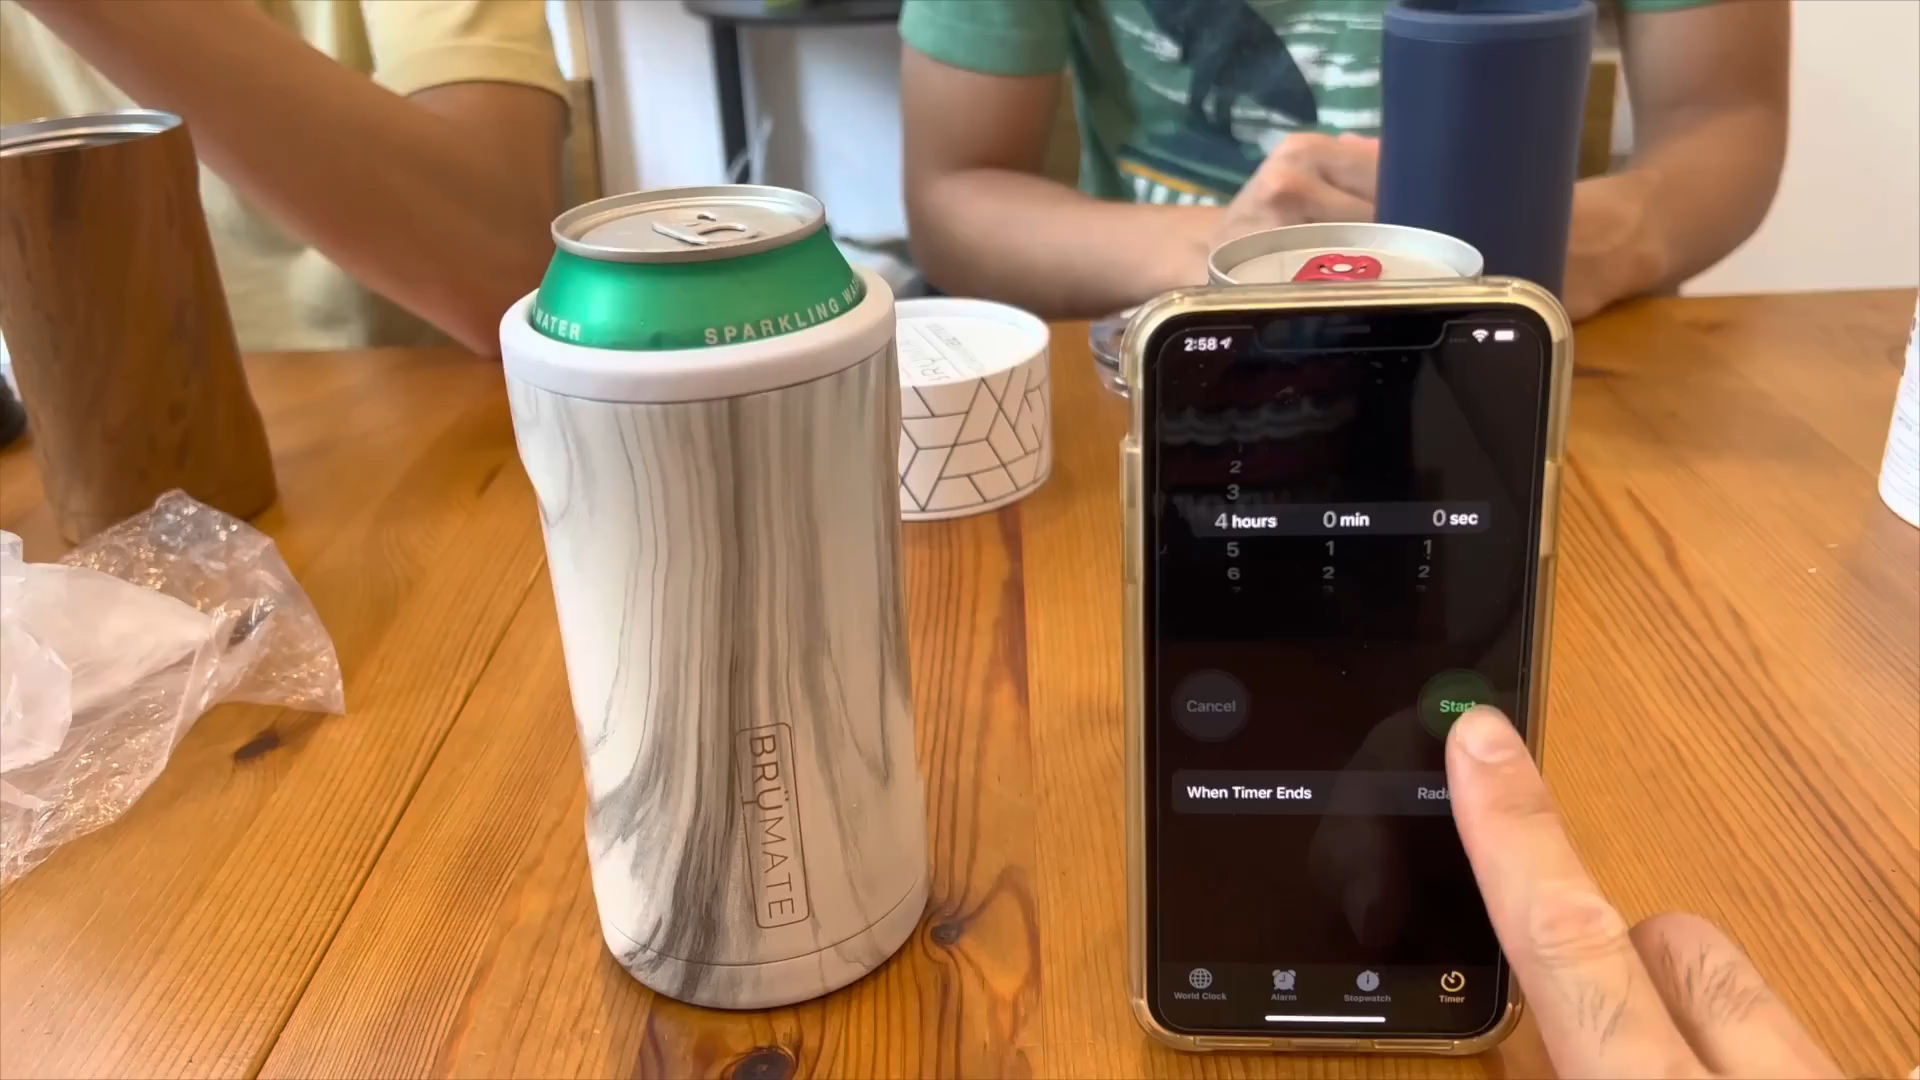 WATER SPARKLING WA
BRÜMATE
2:58
2
3
4 hours 0 min 0 sec
5 1 1
6 2 2
Cancel Start
When Timer Ends
World Clock Alarm Stopwatch Timer